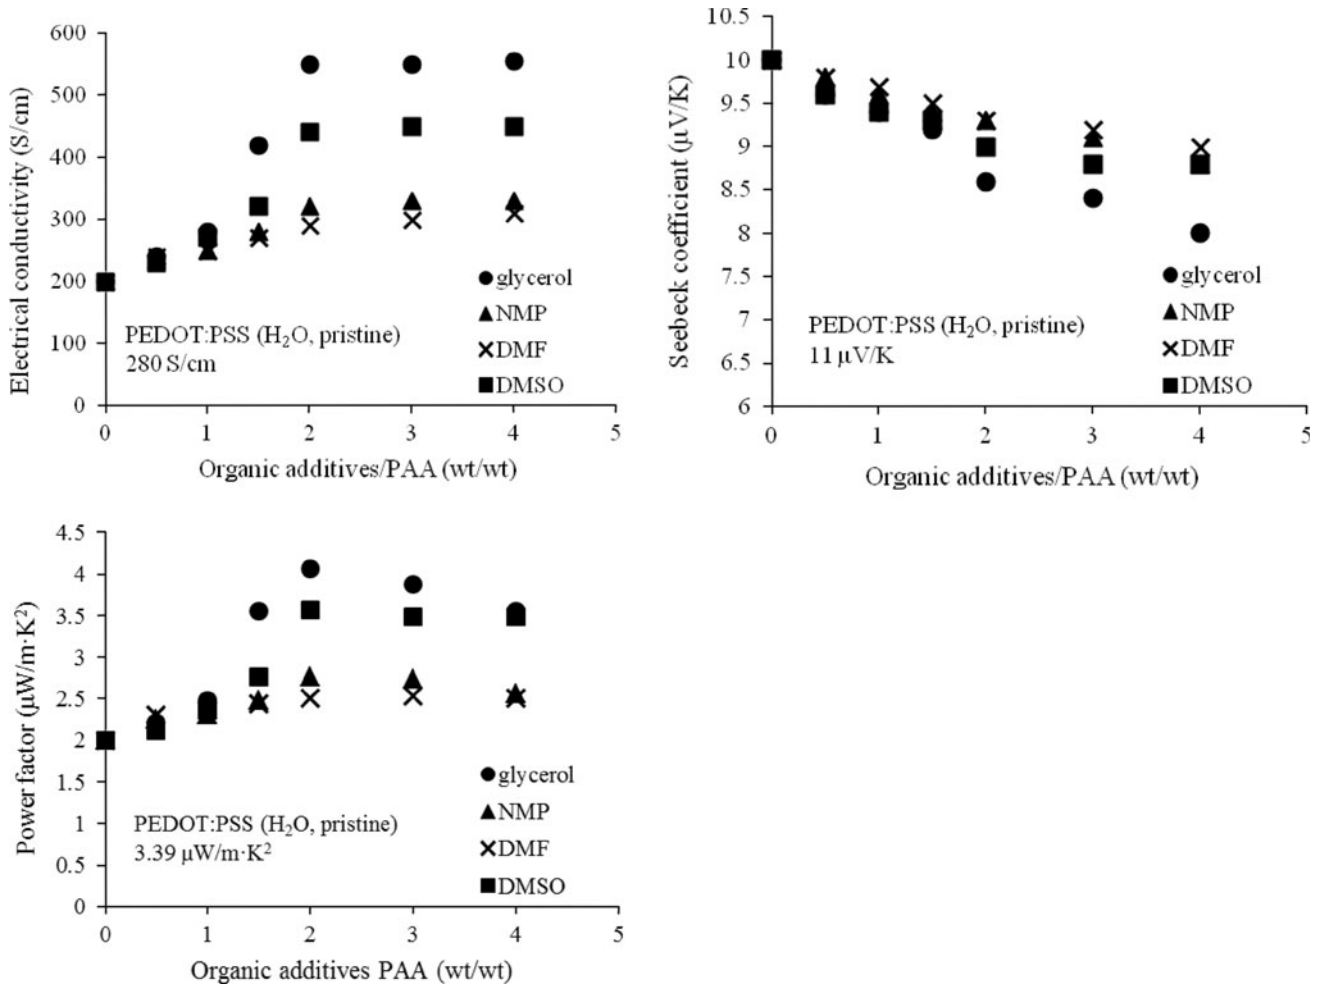 600
500
400
300
200
100
0
Electrical conductivity (S/cm)
PEDOT:PSS (H₂O, pristine)
280 S/cm
glycerol
NMP
DMF
DMSO
0 1 2 3 4 5
Organic additives/PAA (wt/wt)
10.5
10
9.5
9
8.5
8
7.5
7
6.5
6
Seebeck coefficient (µV/K)
PEDOT:PSS (H₂O, pristine)
11 µV/K
glycerol
NMP
DMF
DMSO
0 1 2 3 4 5
Organic additives/PAA (wt/wt)
4.5
4
3.5
3
2.5
2
1.5
1
0.5
0
Power factor (µW/m·K²)
PEDOT:PSS (H₂O, pristine)
3.39 µW/m·K²
glycerol
NMP
DMF
DMSO
0 1 2 3 4 5
Organic additives PAA (wt/wt)